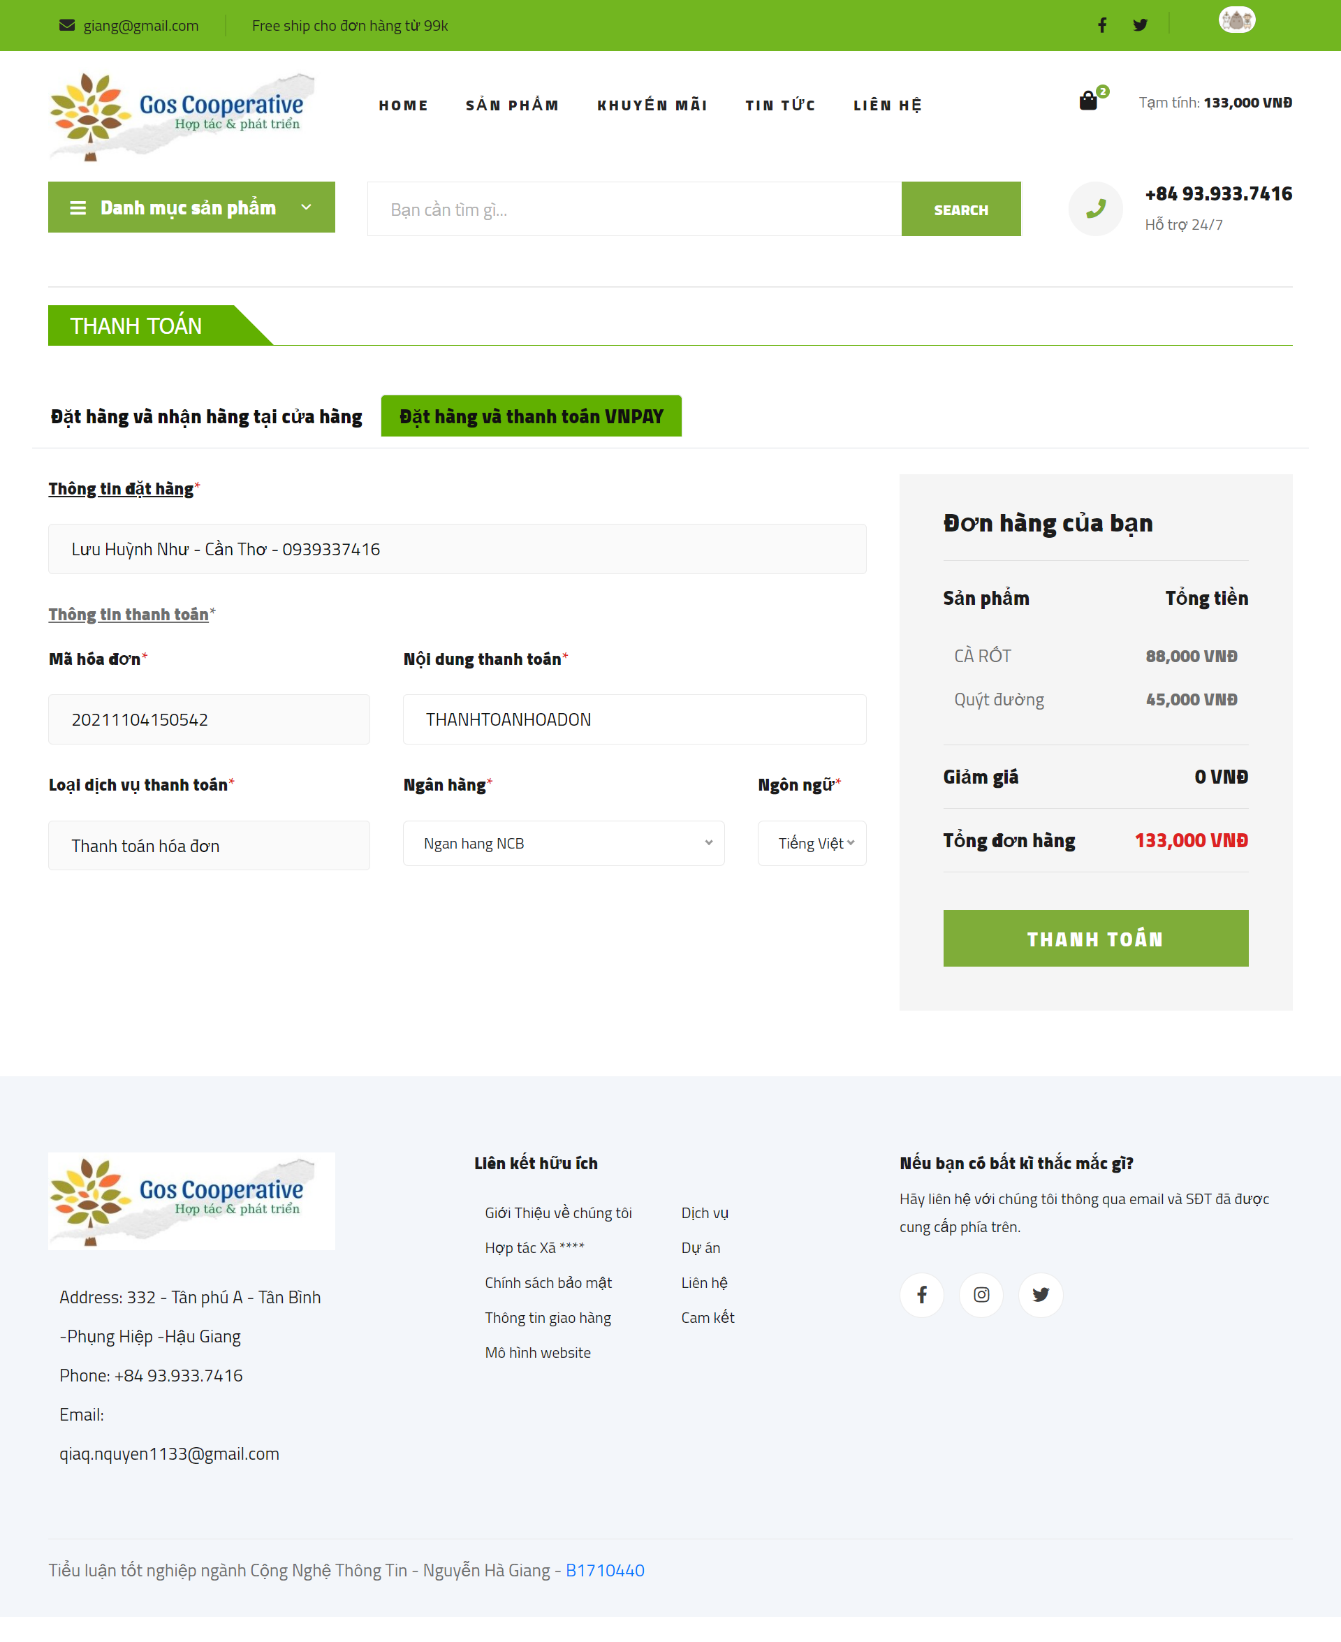 giang@gmail.com
Free ship cho đơn hàng từ 99k
Gos Cooperative
Hợp tác & phát triển
HOME
SẢN PHẨM
KHUYẾN MÃI
TIN TỨC
LIÊN HỆ
2
Tạm tính: 133,000 VNĐ
Danh mục sản phẩm
Bạn cần tìm gì...
SEARCH
+84 93.933.7416
Hỗ trợ 24/7
THANH TOÁN
Đặt hàng và nhận hàng tại cửa hàng
Đặt hàng và thanh toán VNPAY
Thông tin đặt hàng*
Lưu Huỳnh Như - Cần Thơ - 0939337416
Thông tin thanh toán*
Mã hóa đơn*
Nội dung thanh toán*
20211104150542
THANHTOANHOADON
Loại dịch vụ thanh toán*
Ngân hàng*
Ngôn ngữ*
Thanh toán hóa đơn
Ngan hang NCB
Tiếng Việt
Đơn hàng của bạn
Sản phẩm
Tổng tiền
CÀ RỐT
88,000 VNĐ
Quýt đường
45,000 VNĐ
Giảm giá
0 VNĐ
Tổng đơn hàng
133,000 VNĐ
THANH TOÁN
Gos Cooperative
Hợp tác & phát triển
Address: 332 - Tân phú A - Tân Bình
-Phụng Hiệp -Hậu Giang
Phone: +84 93.933.7416
Email:
qiaq.nquyen1133@gmail.com
Liên kết hữu ích
Giới Thiệu về chúng tôi
Hợp tác Xã ****
Chính sách bảo mật
Thông tin giao hàng
Mô hình website
Dịch vụ
Dự án
Liên hệ
Cam kết
Nếu bạn có bất kì thắc mắc gì?
Hãy liên hệ với chúng tôi thông qua email và SĐT đã được
cung cấp phía trên.
Tiểu luận tốt nghiệp ngành Cộng Nghệ Thông Tin - Nguyễn Hà Giang - B1710440